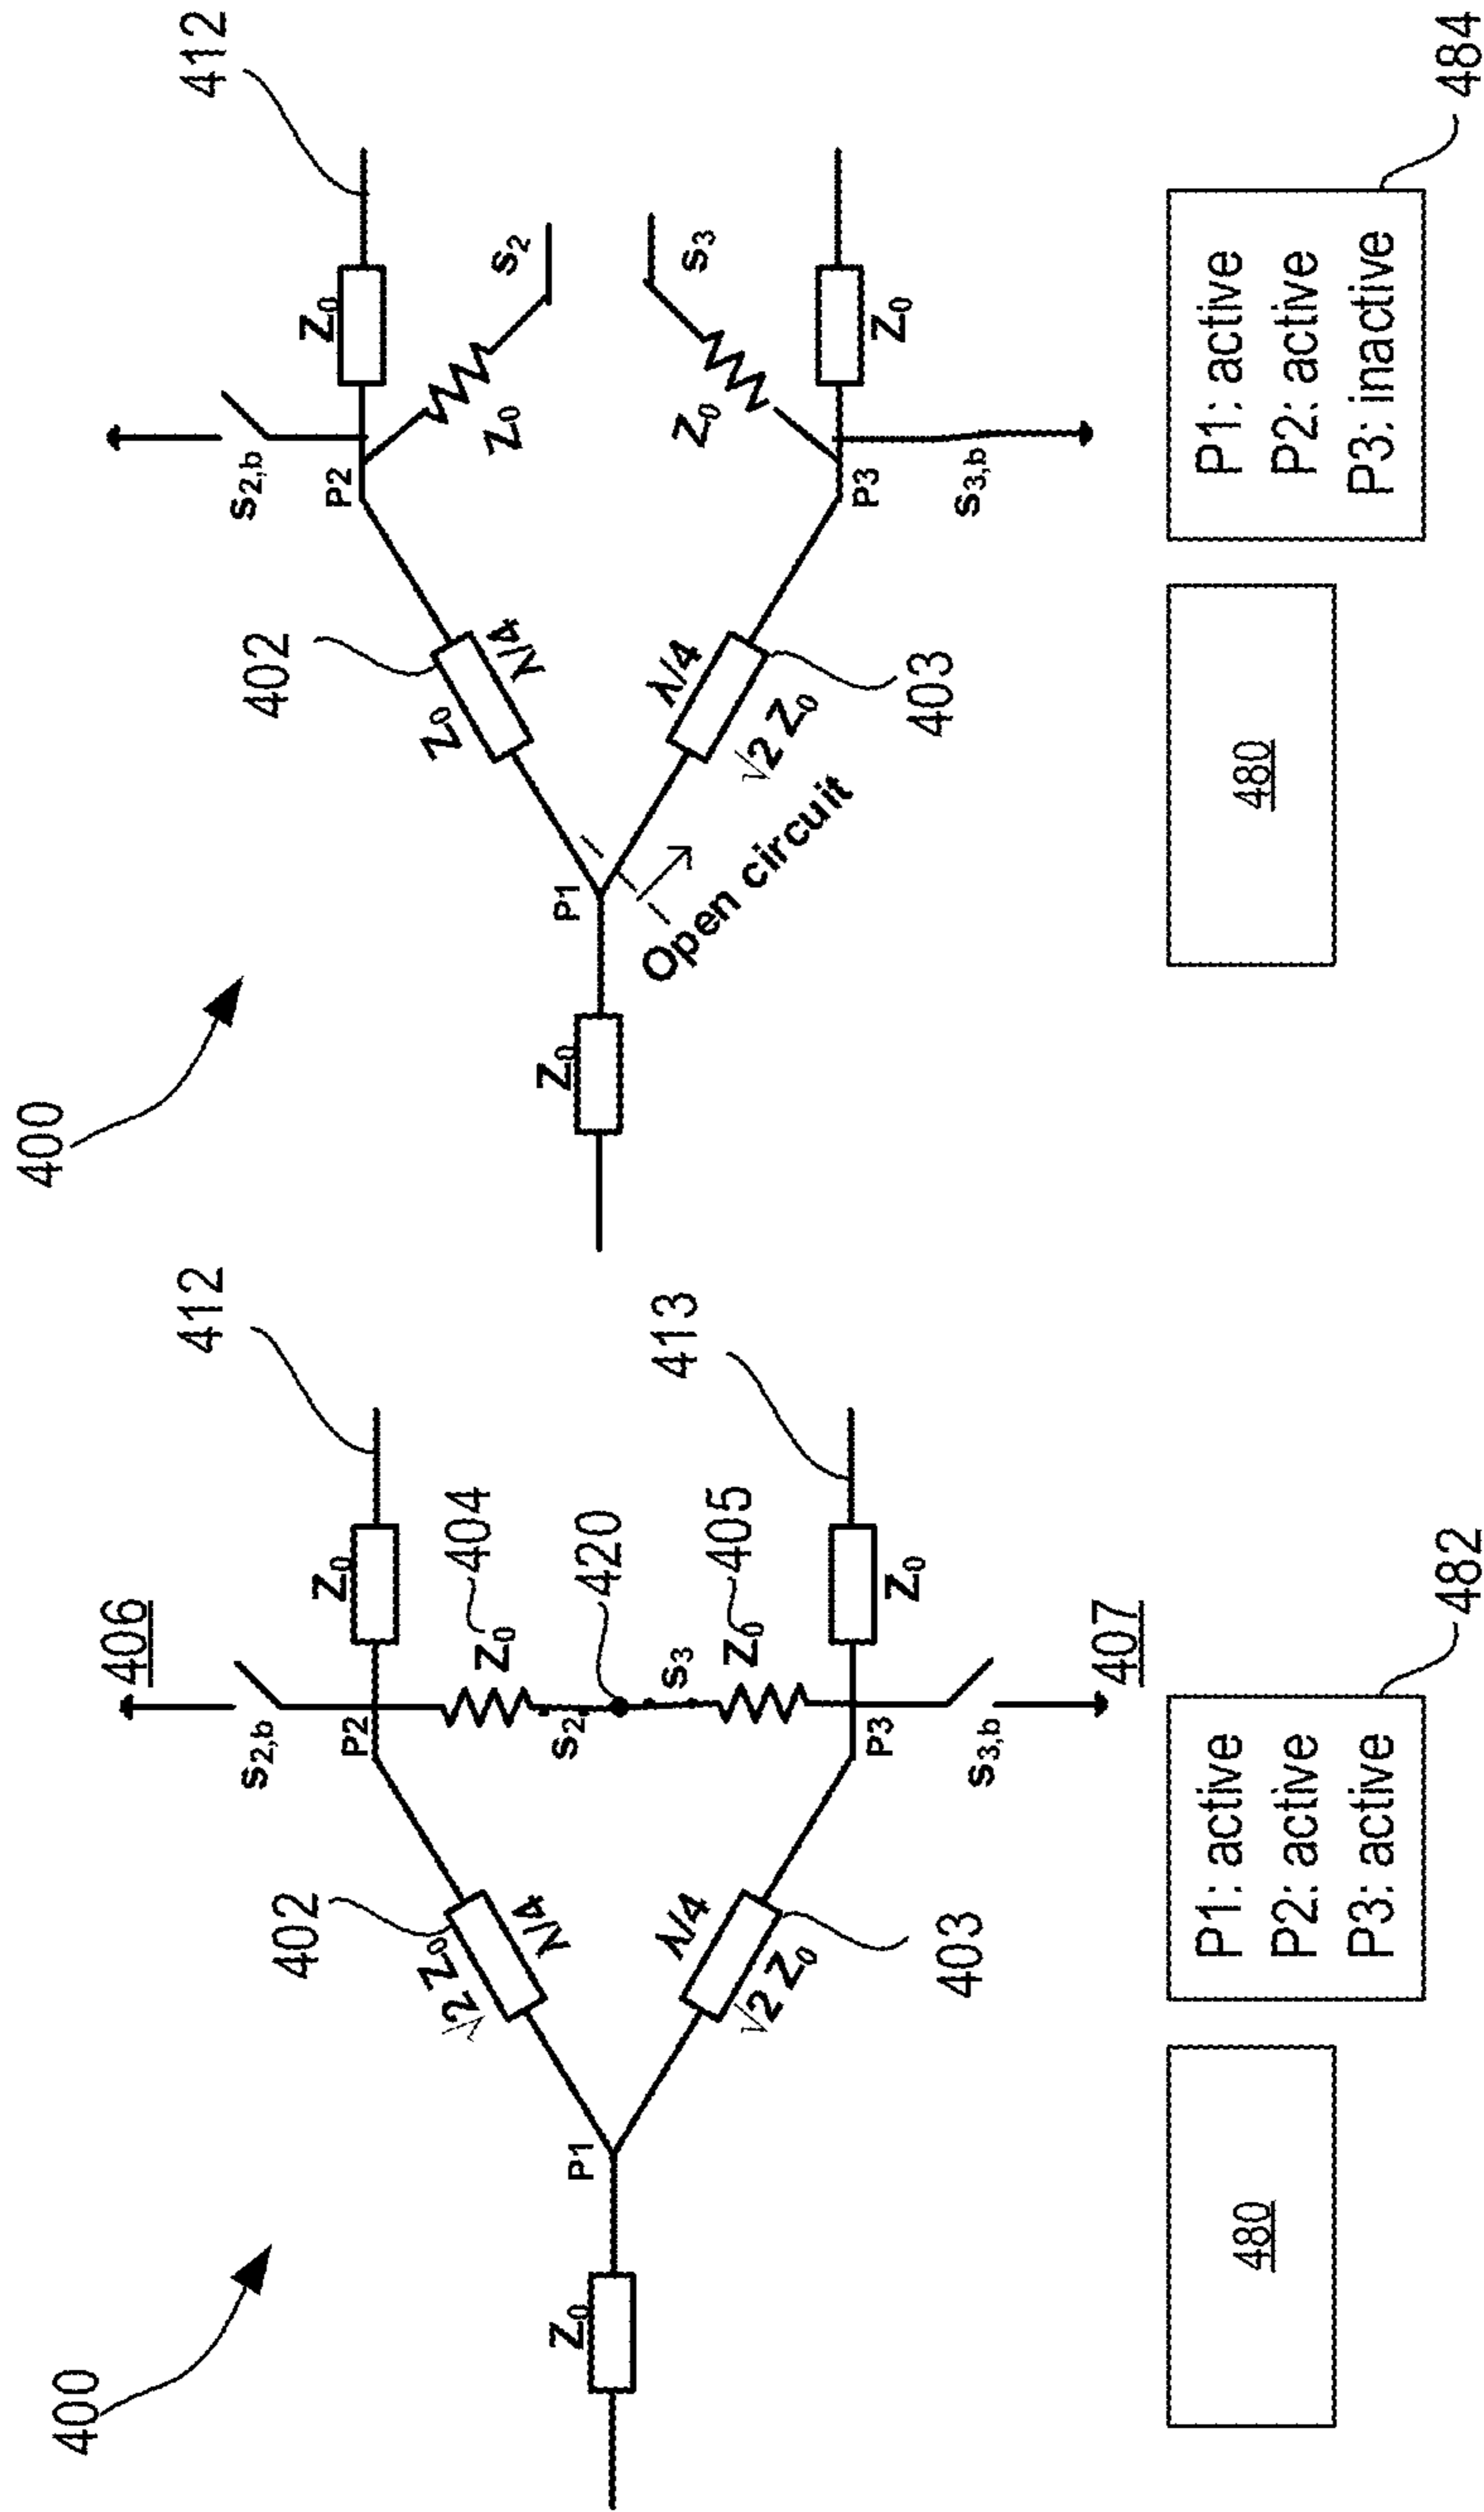 400
402
√2 Z₀
λ/4
Z₀
P1
P2
S₂,b
406
Z₀
412
Z₀
404
S₂
420
S₃
Z₀
405
λ/4
√2 Z₀
403
P3
Z₀
413
S₃,b
407
480
P1: active
P2: active
P3: active
482
400
402
Z₀
λ/4
Z₀
P1
P2
S₂,b
Z₀
412
Z₀
S₂
Open circuit
λ/4
√2 Z₀
403
Z₀
S₃
P3
Z₀
S₃,b
480
P1: active
P2: active
P3: inactive
484